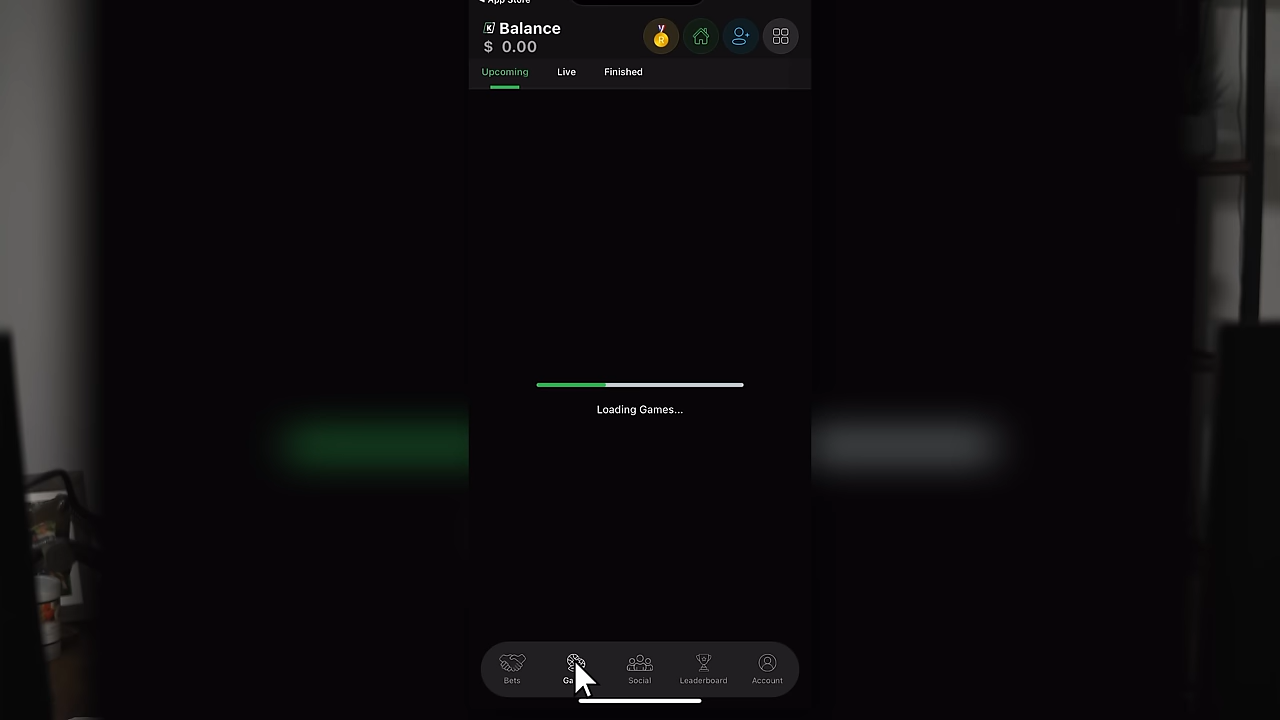 App Store
Balance
$ 0.00
Upcoming
Live
Finished
Loading Games...
Bets
Social
Leaderboard
Account